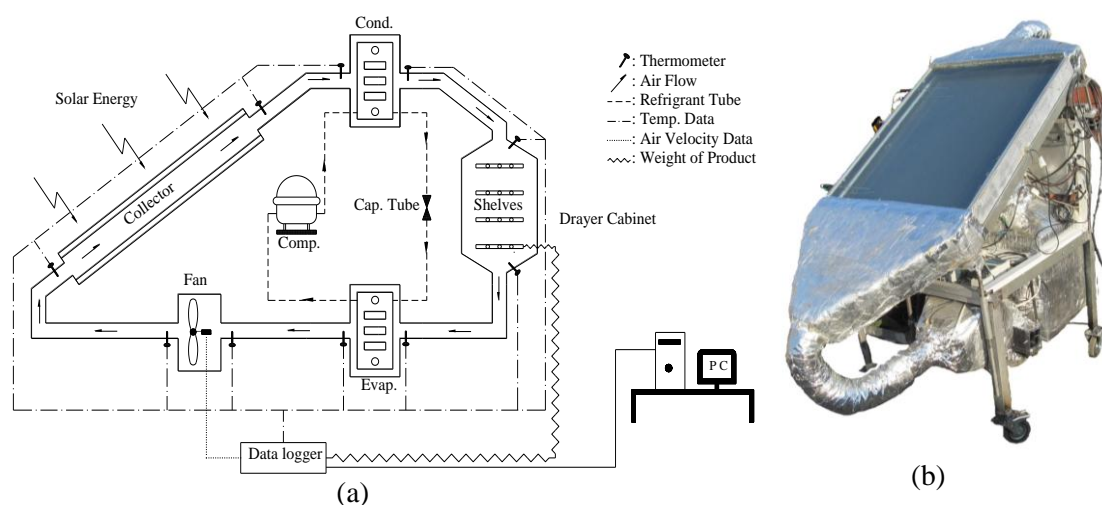 Cond.
Solar Energy
Collector
Comp.
Cap. Tube
Shelves
Drayer Cabinet
Fan
Evap.
Data logger
PC
: Thermometer
: Air Flow
: Refrigrant Tube
: Temp. Data
: Air Velocity Data
: Weight of Product
(a)
(b)